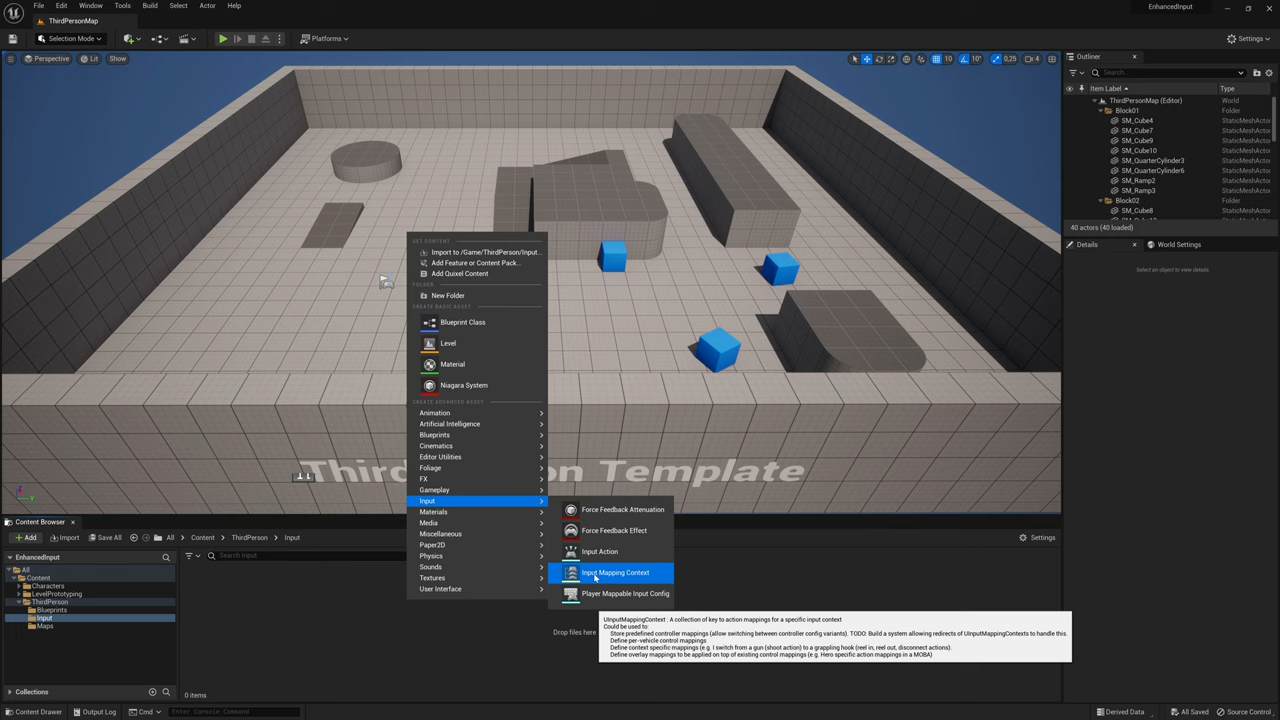 File Edit Window Tools Build Select Actor Help
EnhancedInput
ThirdPersonMap
Selection Mode
Platforms
Settings
Perspective Lit Show
10 10° 0.25 4
Outliner
Search...
Item Label Type
ThirdPersonMap (Editor) World
Block01 Folder
SM_Cube4 StaticMeshActor
SM_Cube7 StaticMeshActor
SM_Cube9 StaticMeshActor
SM_Cube10 StaticMeshActor
SM_QuarterCylinder3 StaticMeshActor
SM_QuarterCylinder6 StaticMeshActor
SM_Ramp2 StaticMeshActor
SM_Ramp3 StaticMeshActor
Block02 Folder
SM_Cube8 StaticMeshActor
40 actors (40 loaded)
Details World Settings
Select an object to view details
GET CONTENT
Import to /Game/ThirdPerson/Input...
Add Feature or Content Pack...
Add Quixel Content
FOLDER
New Folder
CREATE BASIC ASSET
Blueprint Class
Level
Material
Niagara System
CREATE ADVANCED ASSET
Animation
Artificial Intelligence
Blueprints
Cinematics
Editor Utilities
Foliage
FX
Gameplay
Input
Materials
Media
Miscellaneous
Paper2D
Physics
Sounds
Textures
User Interface
Force Feedback Attenuation
Force Feedback Effect
Input Action
Input Mapping Context
Player Mappable Input Config
UInputMappingContext : A collection of key to action mappings for a specific input context
Could be used to:
Store predefined controller mappings (allow switching between controller config variants). TODO: Build a system allowing redirects of UInputMappingContexts to handle this.
Define per-vehicle control mappings
Define context specific mappings (e.g. I switch from a gun (shoot action) to a grappling hook (reel in, reel out, disconnect actions).
Define overlay mappings to be applied on top of existing control mappings (e.g. Hero specific action mappings in a MOBA)
Third Person Template
Content Browser
Add Import Save All All Content ThirdPerson Input
Settings
EnhancedInput
Search Input
All
Content
Characters
LevelPrototyping
ThirdPerson
Blueprints
Input
Maps
Drop files here
Collections
0 items
Content Drawer Output Log Cmd Enter Console Command
Derived Data All Saved Source Control